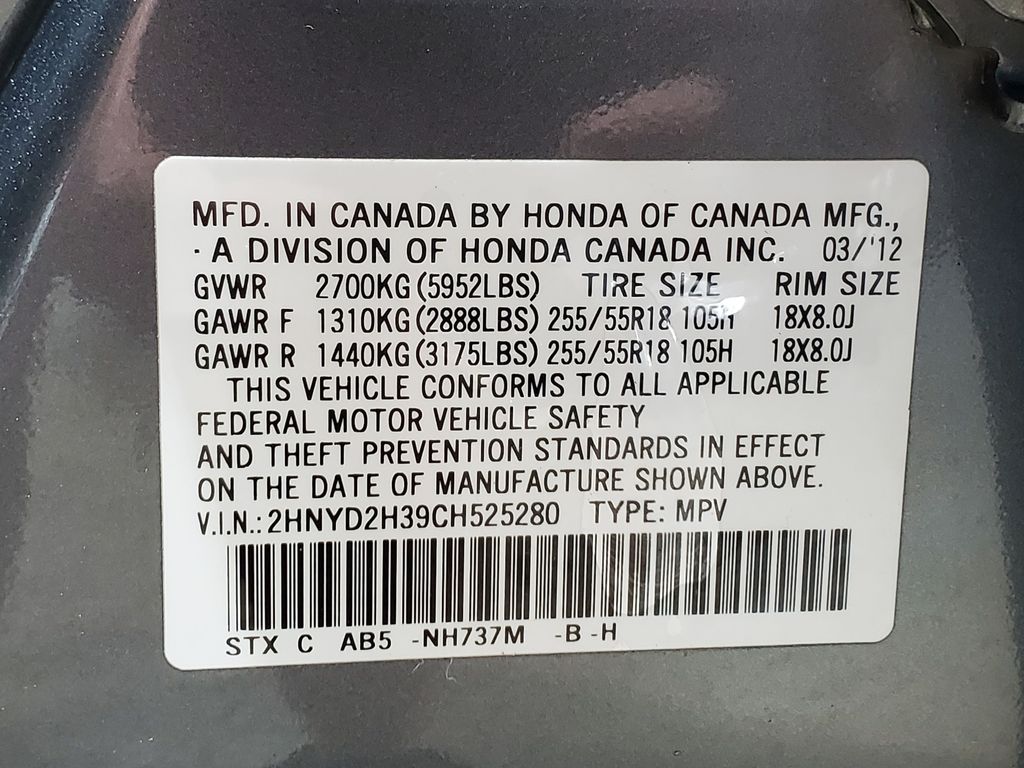 MFD. IN CANADA BY HONDA OF CANADA MFG.,
· A DIVISION OF HONDA CANADA INC. 03/'12
GVWR 2700KG (5952LBS) TIRE SIZE RIM SIZE
GAWR F 1310KG (2888LBS) 255/55R18 105H 18X8.0J
GAWR R 1440KG (3175LBS) 255/55R18 105H 18X8.0J
THIS VEHICLE CONFORMS TO ALL APPLICABLE
FEDERAL MOTOR VEHICLE SAFETY
AND THEFT PREVENTION STANDARDS IN EFFECT
ON THE DATE OF MANUFACTURE SHOWN ABOVE.
V.I.N.: 2HNYD2H39CH525280 TYPE: MPV
STX C AB5 -NH737M -B -H